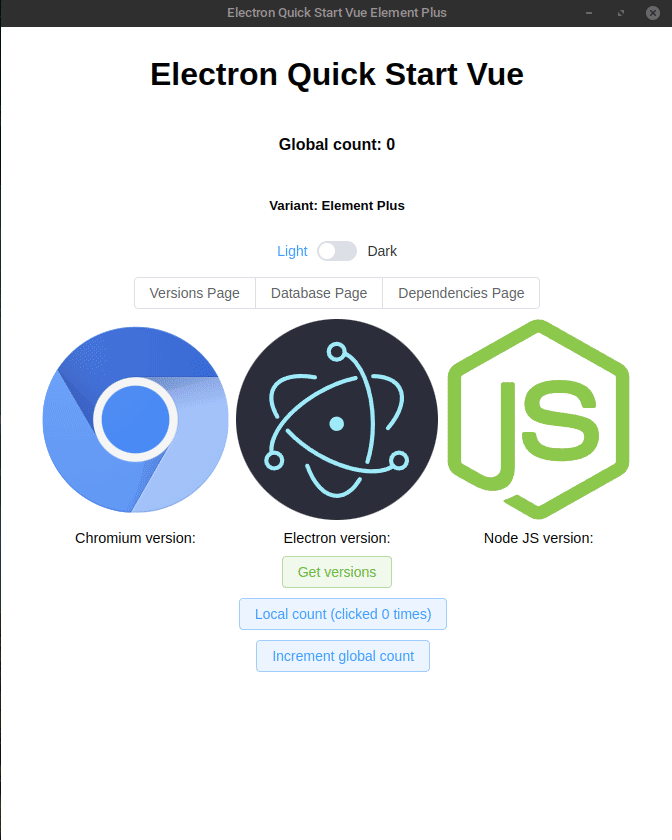 Electron Quick Start Vue Element Plus
Electron Quick Start Vue
Global count: 0
Variant: Element Plus
Light Dark
Versions Page Database Page Dependencies Page
JS
Chromium version: Electron version: Node JS version:
Get versions
Local count (clicked 0 times)
Increment global count